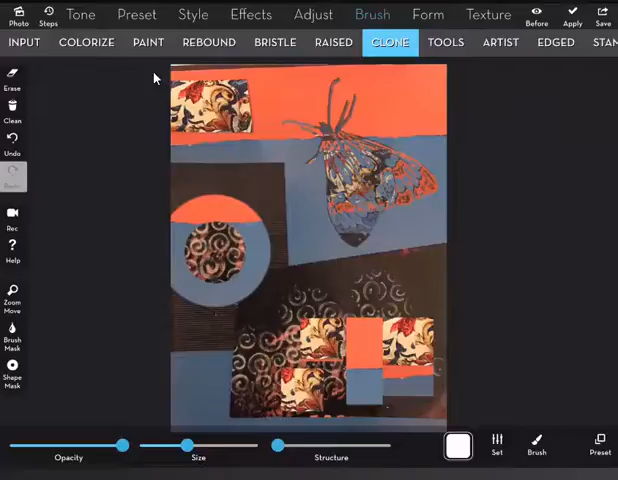 Photo Steps Tone Preset Style Effects Adjust Brush Form Texture Before Apply Save
INPUT COLORIZE PAINT REBOUND BRISTLE RAISED CLONE TOOLS ARTIST EDGED STAM
Erase
Clean
Undo
Redo
Rec
Help
Zoom
Move
Brush
Mask
Shape
Mask
Opacity Size Structure Set Brush Preset